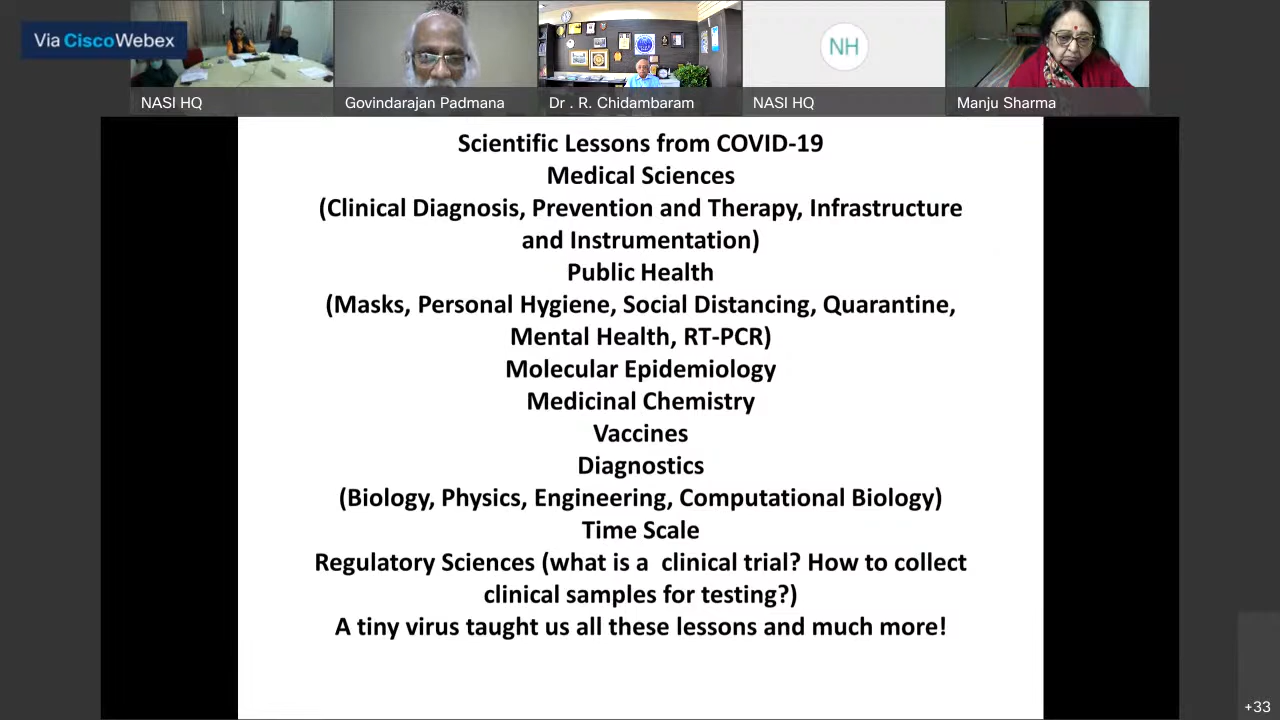 Via CiscoWebex
NASI HQ
Govindarajan Padmana
Dr . R. Chidambaram
NH
NASI HQ
Manju Sharma
Scientific Lessons from COVID-19
Medical Sciences
(Clinical Diagnosis, Prevention and Therapy, Infrastructure
and Instrumentation)
Public Health
(Masks, Personal Hygiene, Social Distancing, Quarantine,
Mental Health, RT-PCR)
Molecular Epidemiology
Medicinal Chemistry
Vaccines
Diagnostics
(Biology, Physics, Engineering, Computational Biology)
Time Scale
Regulatory Sciences (what is a  clinical trial? How to collect
clinical samples for testing?)
A tiny virus taught us all these lessons and much more!
+33